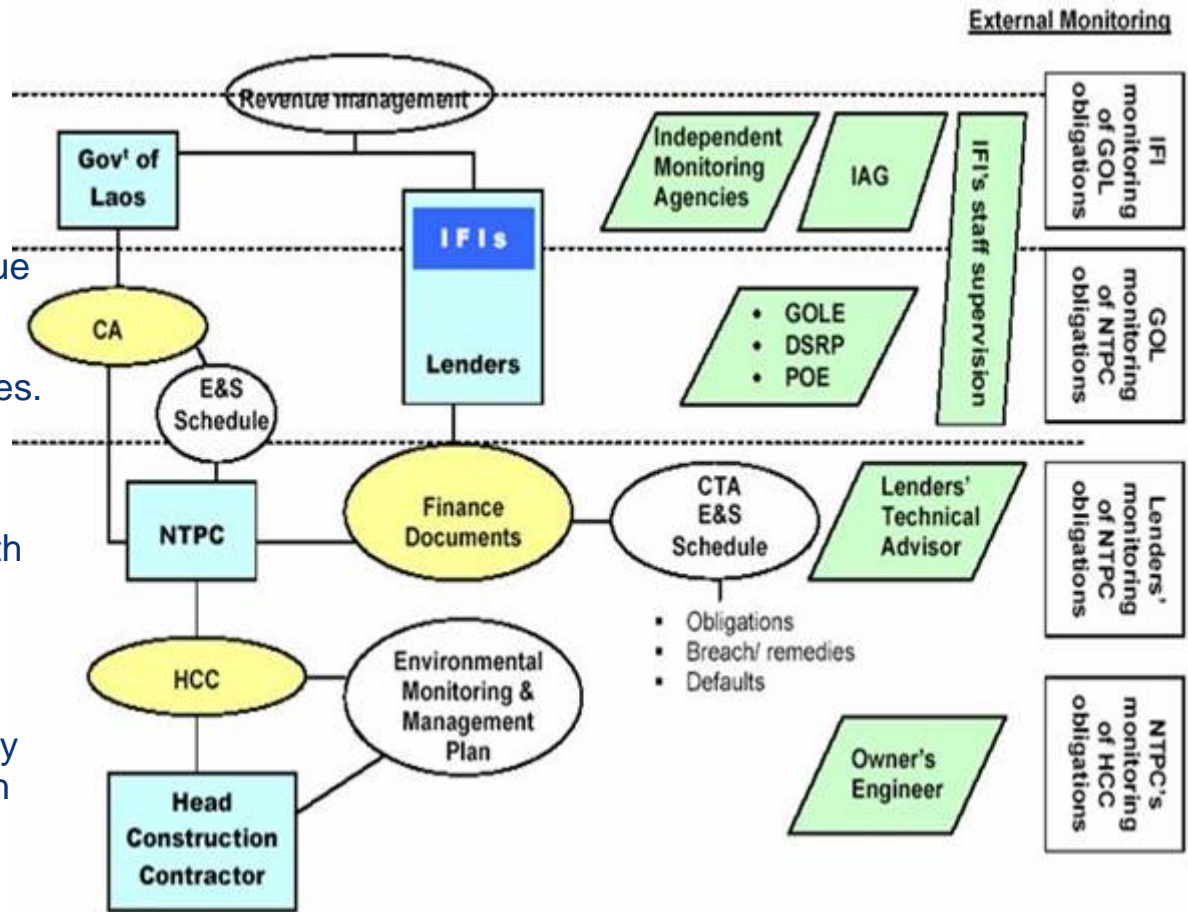 External Monitoring
Revenue management
Gov't of
Laos
IFIs
Lenders
Independent
Monitoring
Agencies
IAG
IFI's staff supervision
IFI
monitoring
of GOL
obligations
ue
CA
E&S
Schedule
es.
• GOLE
• DSRP
• POE
GOL
monitoring
of NTPC
obligations
th
NTPC
Finance
Documents
CTA
E&S
Schedule
▪ Obligations
▪ Breach/ remedies
▪ Defaults
Lenders'
Technical
Advisor
Lenders'
monitoring
of NTPC
obligations
HCC
Environmental
Monitoring &
Management
Plan
y
n
Head
Construction
Contractor
Owner's
Engineer
NTPC's
monitoring
of HCC
obligations